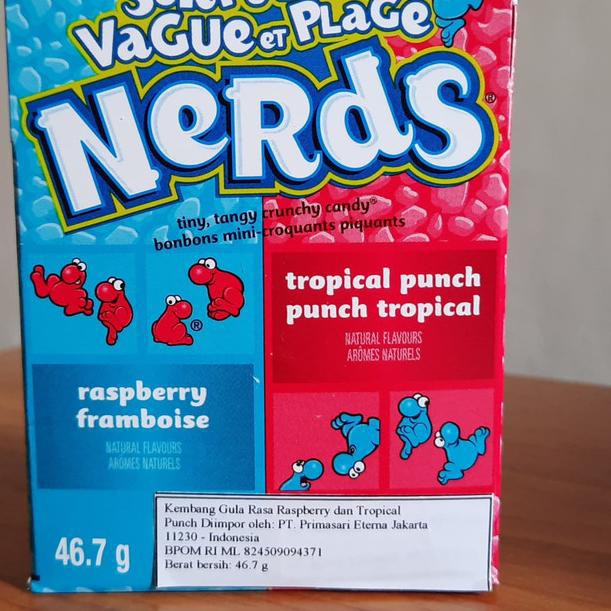 VaGUe ET PLaGe
NeRdS®
tiny, tangy crunchy candy®
bonbons mini-croquants piquants
tropical punch
punch tropical
NATURAL FLAVOURS
ARÔMES NATURELS
®
raspberry
framboise
NATURAL FLAVOURS
ARÔMES NATURELS
46.7 g
Kembang Gula Rasa Raspberry dan Tropical
Punch Diimpor oleh: PT. Primasari Eterna Jakarta
11230 - Indonesia
BPOM RI ML 824509094371
Berat bersih: 46.7 g